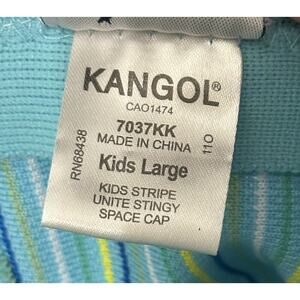 KANGOL®
CAO1474
7037KK
MADE IN CHINA
Kids Large
KIDS STRIPE
UNITE STINGY
SPACE CAP
RN68438
110